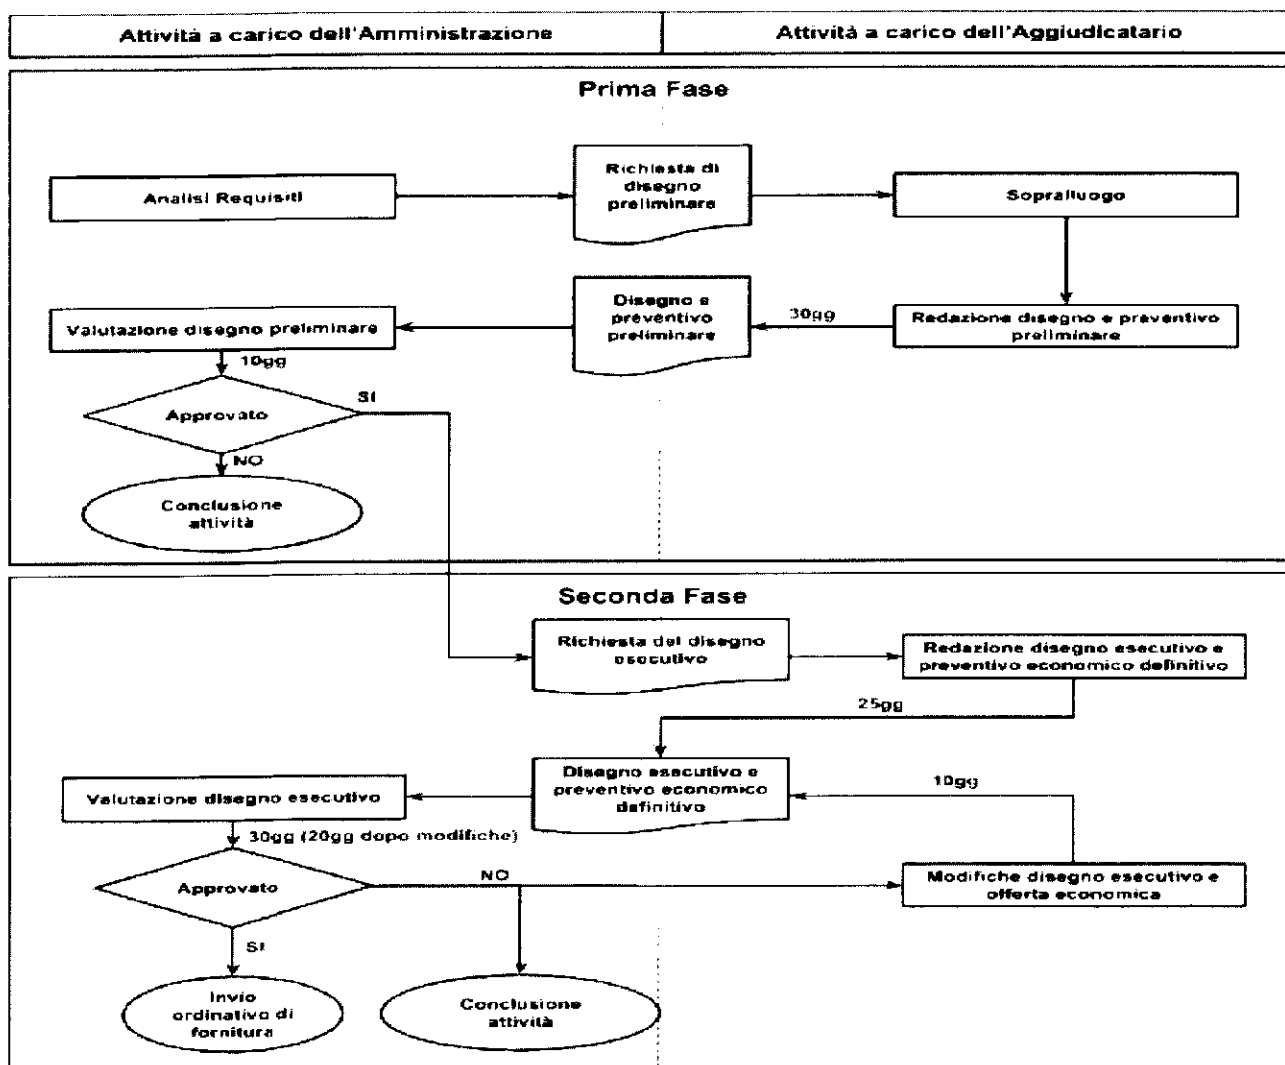 Attività a carico dell'Amministrazione
Attività a carico dell'Aggiudicatario
Prima Fase
Analisi Requisiti
Richiesta di
disegno
preliminare
Sopralluogo
Valutazione disegno preliminare
Disegno e
preventivo
preliminare
30gg
Redazione disegno e preventivo
preliminare
10gg
Approvato
SI
NO
Conclusione
attività
Seconda Fase
Richiesta del disegno
esecutivo
Redazione disegno esecutivo e
preventivo economico definitivo
25gg
Valutazione disegno esecutivo
Disegno esecutivo e
preventivo economico
definitivo
10gg
30gg (20gg dopo modifiche)
Approvato
NO
Modifiche disegno esecutivo e
offerta economica
SI
Invio
ordinativo di
fornitura
Conclusione
attività